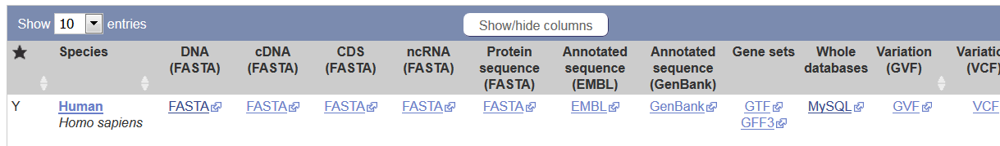 Show 10 entries Show/hide columns
Species DNA cDNA CDS ncRNA Protein Annotated Annotated Gene sets Whole Variation Variatio
(FASTA) (FASTA) (FASTA) (FASTA) sequence sequence sequence databases (GVF) (VCF)
(FASTA) (EMBL) (GenBank)
Y Human FASTA FASTA FASTA FASTA FASTA EMBL GenBank GTF MySQL GVF VCF
Homo sapiens GFF3